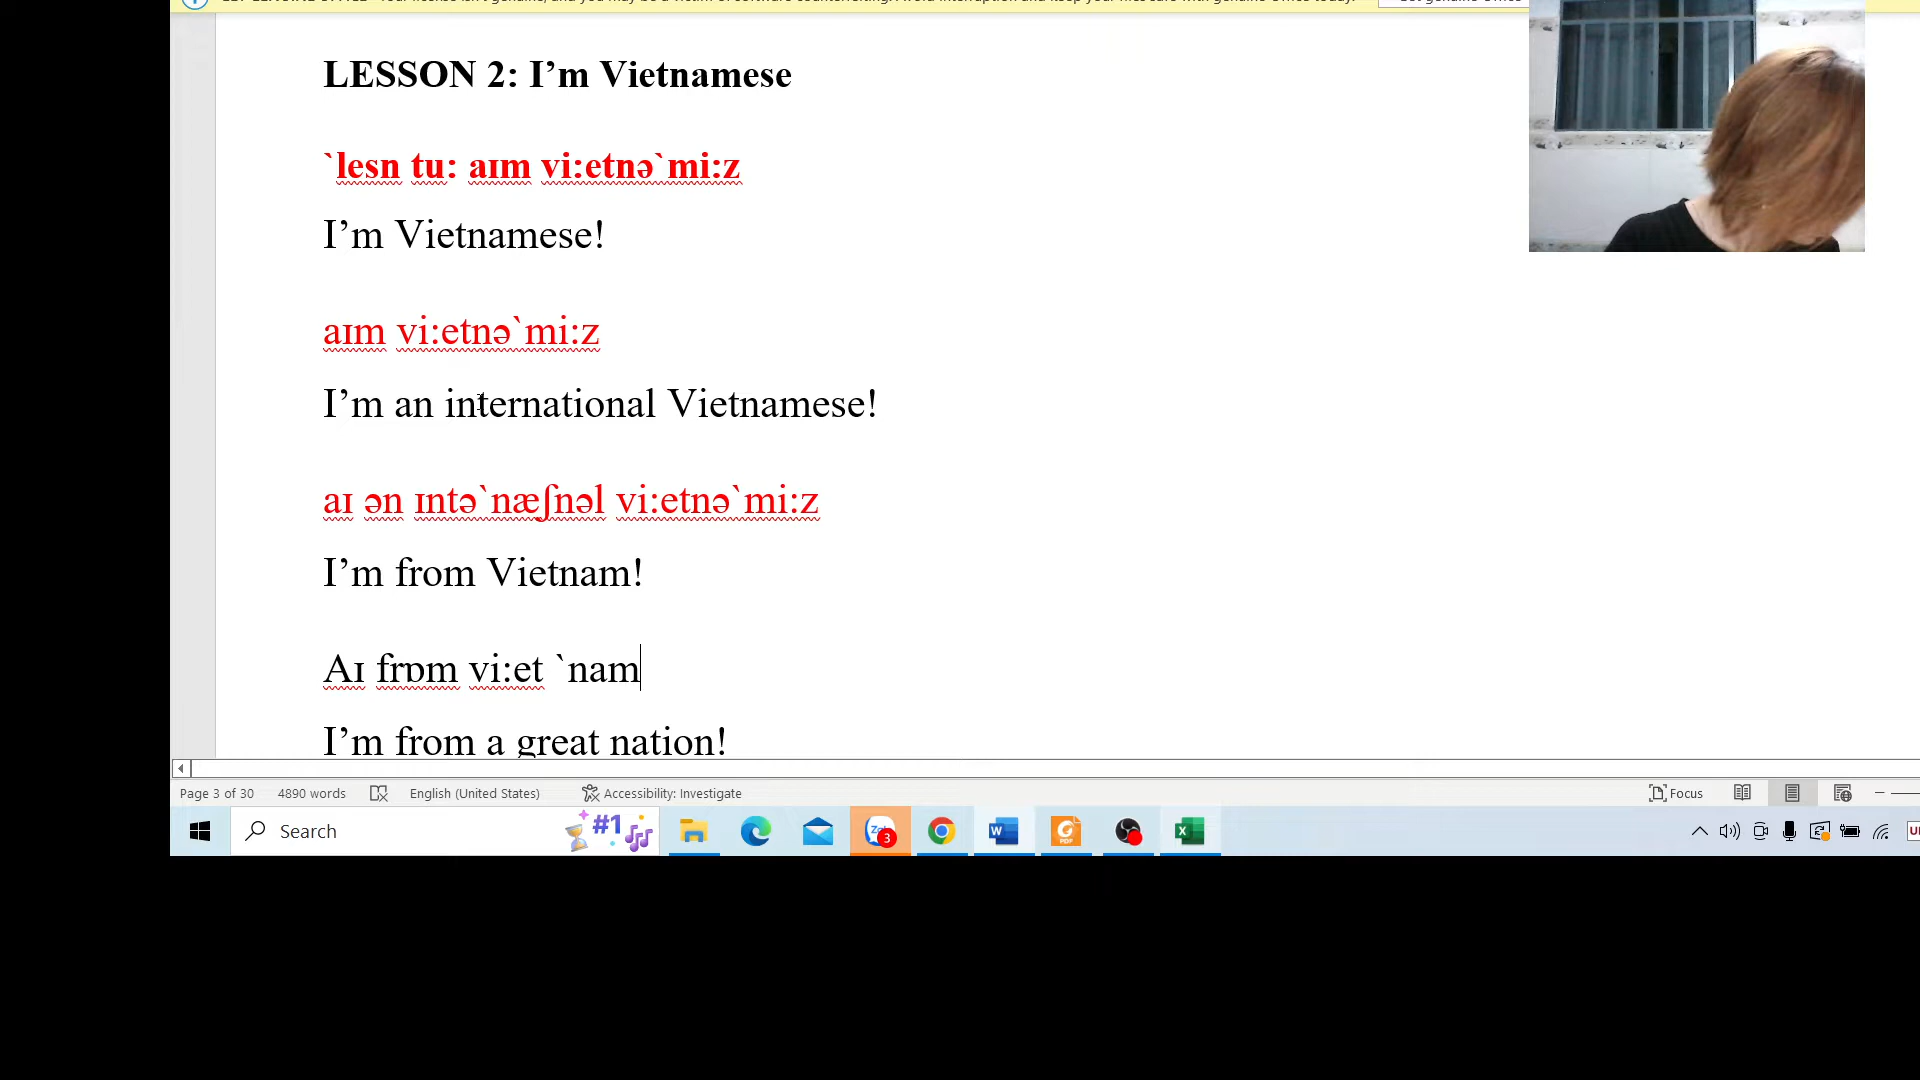 LESSON 2: I’m Vietnamese
`lesn tu: aɪm vi:etnə`mi:z
I’m Vietnamese!
aɪm vi:etnə`mi:z
I’m an international Vietnamese!
aɪ ən ɪntə`næʃnəl vi:etnə`mi:z
I’m from Vietnam!
Aɪ frɒm vi:et `nam
I’m from a great nation!
Page 3 of 30 4890 words English (United States) Accessibility: Investigate Focus
Search #1 3